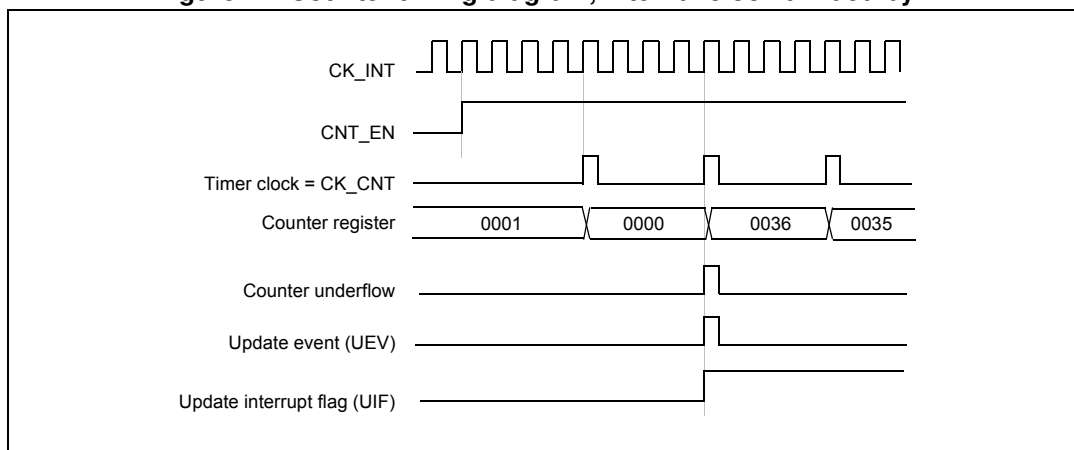 CK_INT
CNT_EN
Timer clock = CK_CNT
Counter register 0001 0000 0036 0035
Counter underflow
Update event (UEV)
Update interrupt flag (UIF)